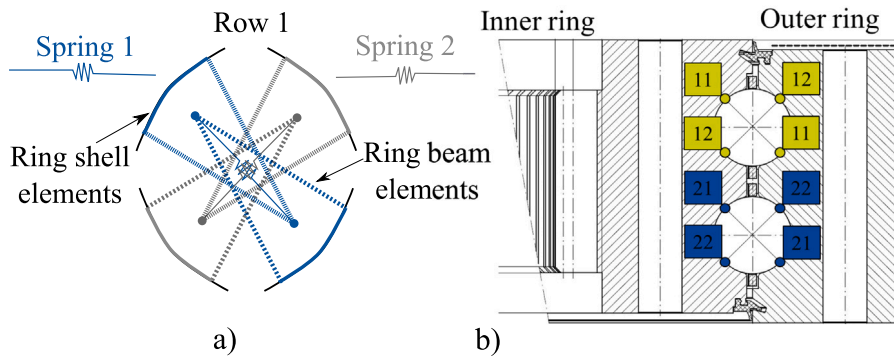 Row 1
Spring 1
Spring 2
Ring shell
elements
Ring beam
elements
a)
Inner ring
Outer ring
11
12
12
11
21
22
22
21
b)